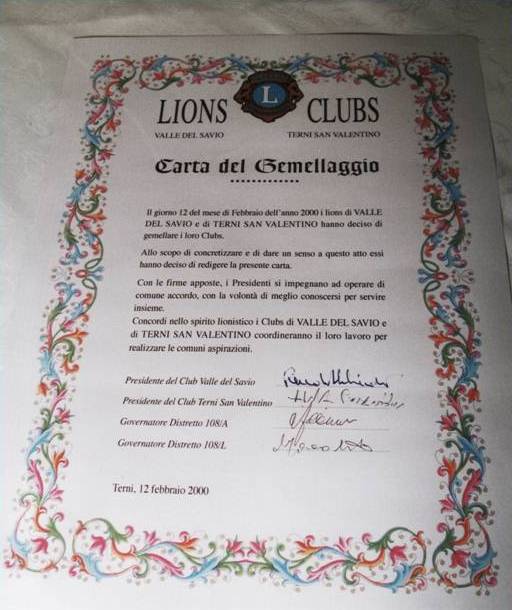 LIONS L CLUBS
VALLE DEL SAVIO TERNI SAN VALENTINO
Carta del Gemellaggio
Il giorno 12 del mese di Febbraio dell'anno 2000 i lions di VALLE
DEL SAVIO e di TERNI SAN VALENTINO hanno deciso di
gemellare i loro Clubs.
Allo scopo di concretizzare e di dare un senso a questo atto essi
hanno deciso di redigere la presente carta.
Con le firme apposte, i Presidenti si impegnano ad operare di
comune accordo, con la volontà di meglio conoscersi per servire
insieme.
Concordi nello spirito lionistico i Clubs di VALLE DEL SAVIO e
di TERNI SAN VALENTINO coordineranno il loro lavoro per
realizzare le comuni aspirazioni.
Presidente del Club Valle del Savio
Presidente del Club Terni San Valentino
Governatore Distretto 108/A
Governatore Distretto 108/L
Terni, 12 febbraio 2000